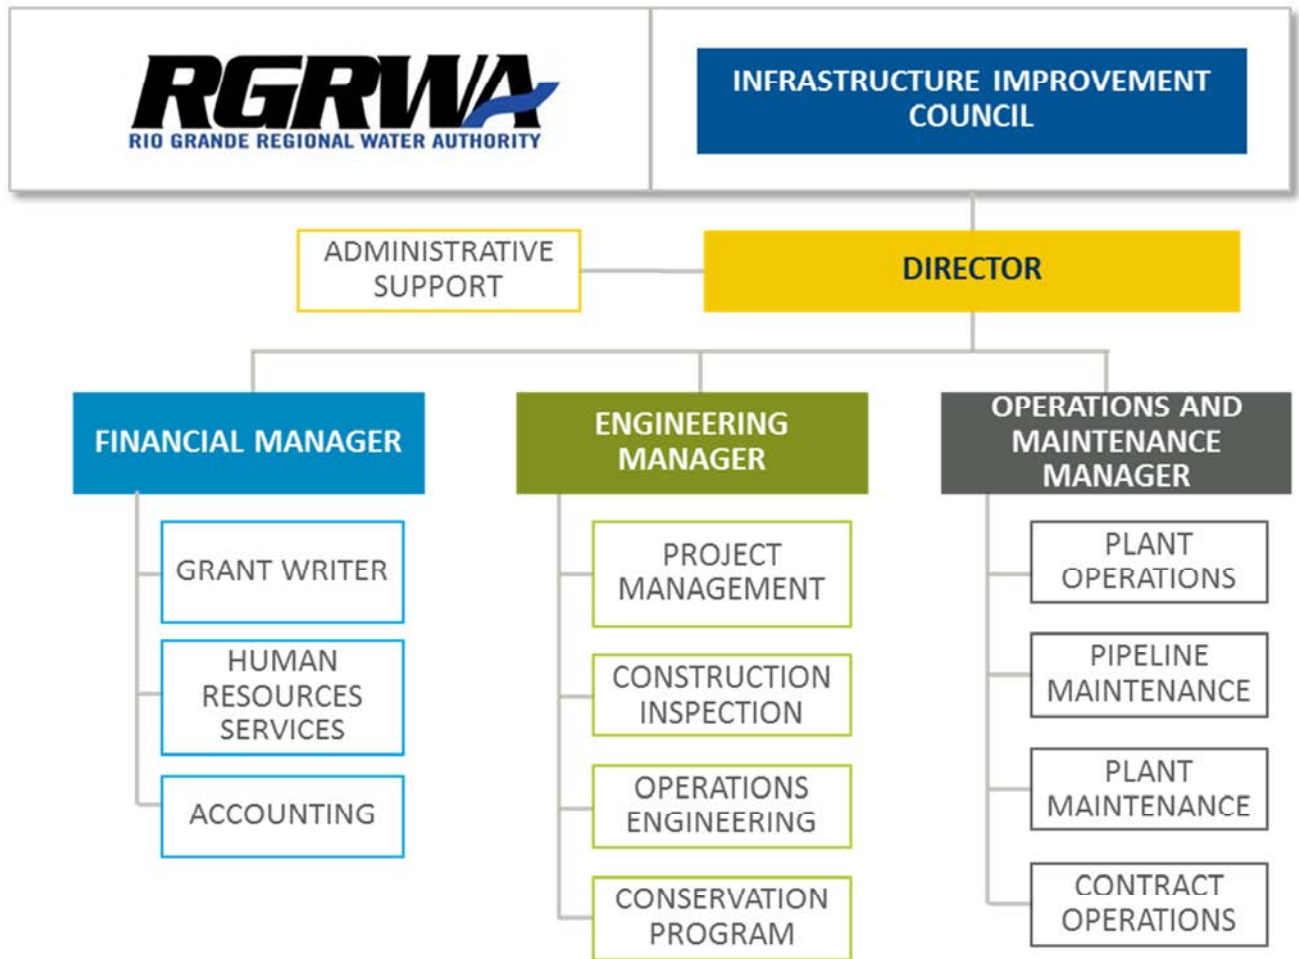 RGRWA
RIO GRANDE REGIONAL WATER AUTHORITY
INFRASTRUCTURE IMPROVEMENT
COUNCIL
ADMINISTRATIVE
SUPPORT
DIRECTOR
FINANCIAL MANAGER
GRANT WRITER
HUMAN
RESOURCES
SERVICES
ACCOUNTING
ENGINEERING
MANAGER
PROJECT
MANAGEMENT
CONSTRUCTION
INSPECTION
OPERATIONS
ENGINEERING
CONSERVATION
PROGRAM
OPERATIONS AND
MAINTENANCE
MANAGER
PLANT
OPERATIONS
PIPELINE
MAINTENANCE
PLANT
MAINTENANCE
CONTRACT
OPERATIONS